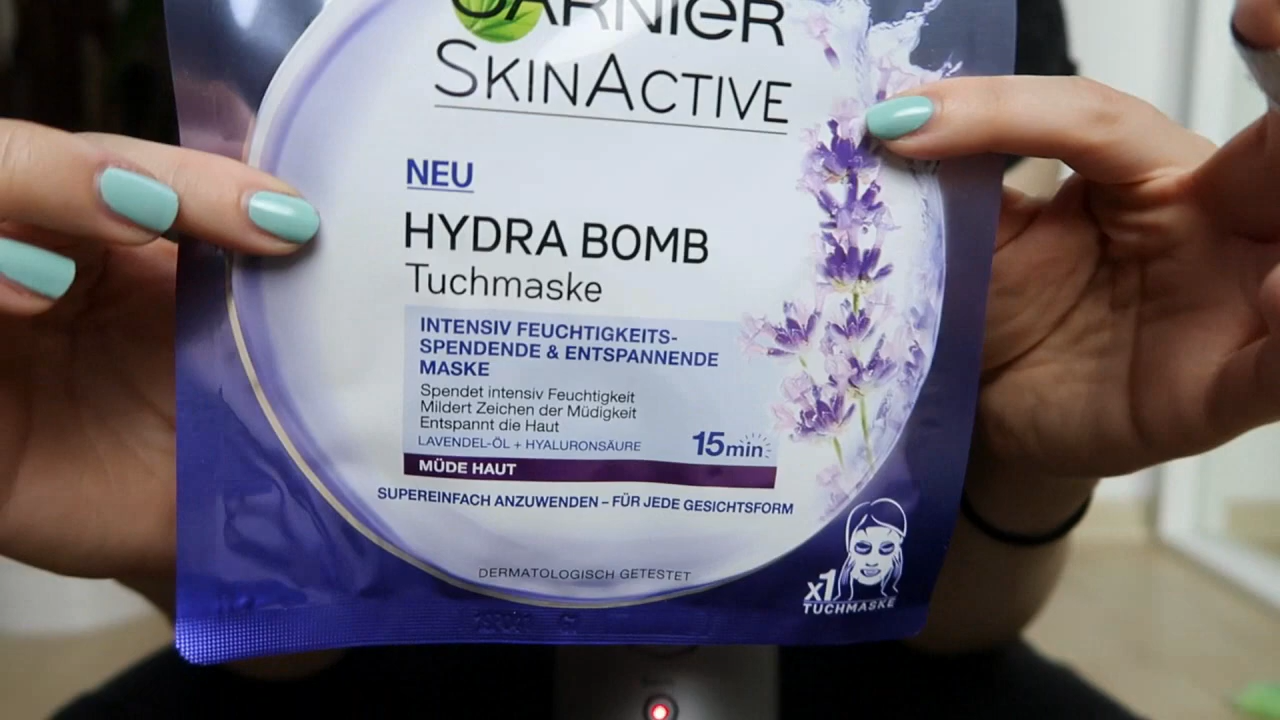 GARNIER
SKINACTIVE
NEU
HYDRA BOMB
Tuchmaske
INTENSIV FEUCHTIGKEITS-
SPENDENDE & ENTSPANNENDE
MASKE
Spendet intensiv Feuchtigkeit
Mildert Zeichen der Müdigkeit
Entspannt die Haut
LAVENDEL-ÖL + HYALURONSÄURE
15min
MÜDE HAUT
SUPEREINFACH ANZUWENDEN – FÜR JEDE GESICHTSFORM
DERMATOLOGISCH GETESTET
x1
TUCHMASKE